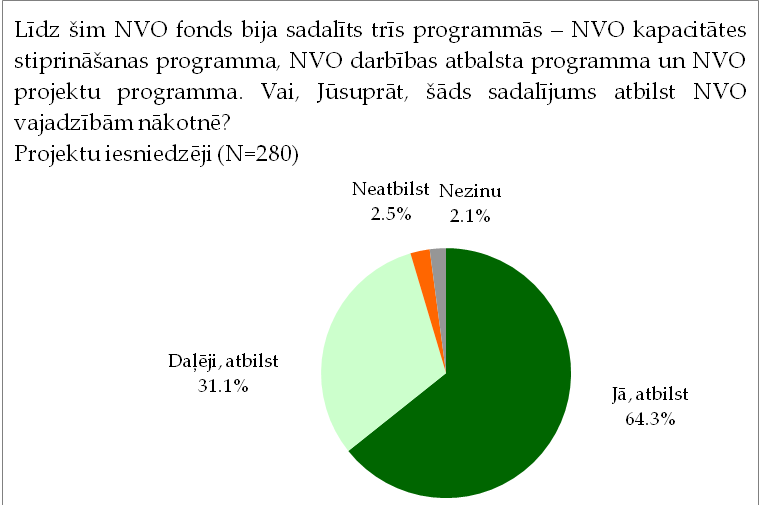 Līdz šim NVO fonds bija sadalīts trīs programmās – NVO kapacitātes
stiprināšanas programma, NVO darbības atbalsta programma un NVO
projektu programma. Vai, Jūsuprāt, šāds sadalījums atbilst NVO
vajadzībām nākotnē?
Projektu iesniedzēji (N=280)
Neatbilst
2.5%
Nezinu
2.1%
Daļēji, atbilst
31.1%
Jā, atbilst
64.3%